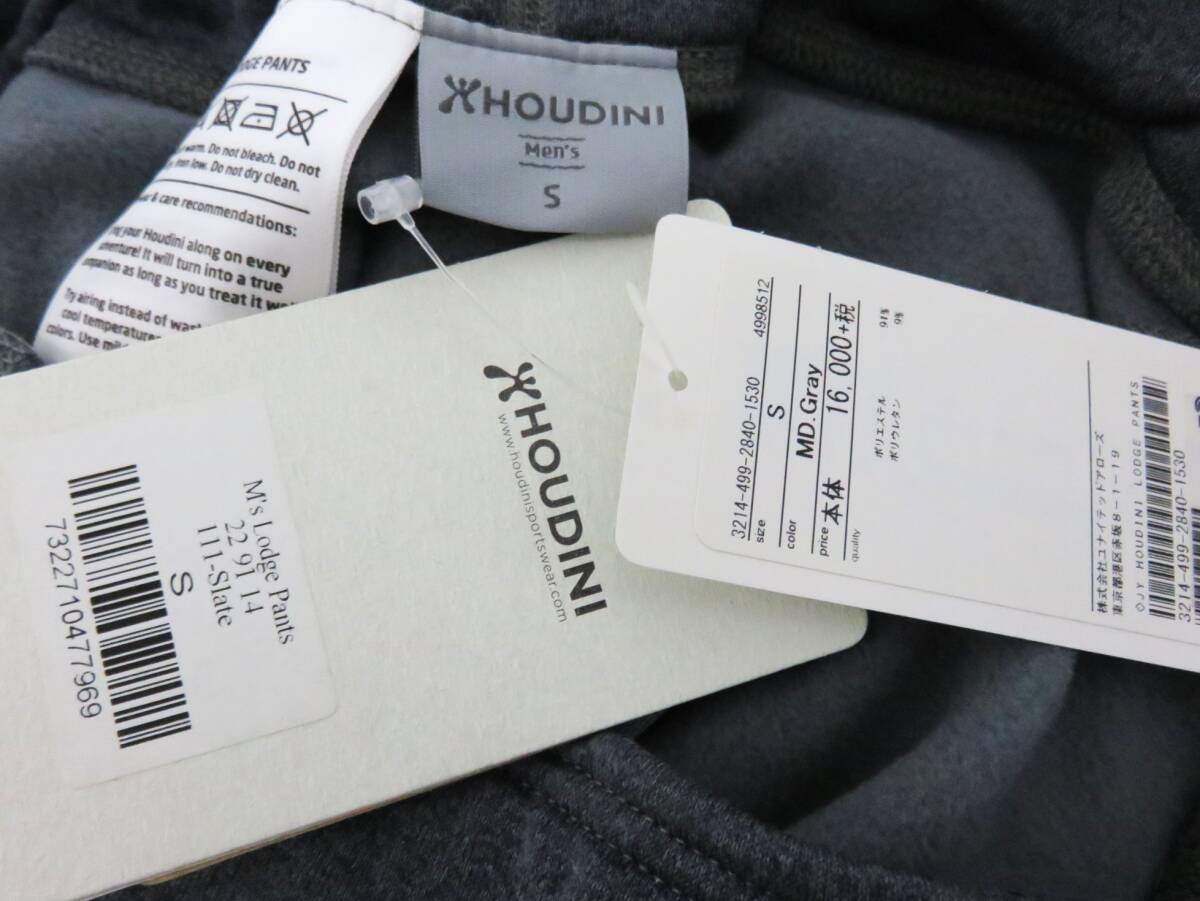 PANTS
warm. Do not bleach. Do not
iron low. Do not dry clean.
& care recommendations:
your Houdini along on every
adventure! It will turn into a true
companion as long as you treat it
Try airing instead of
cool
colors. Use
HOUDINI
Men's
S
HOUDINI
www.houdinisportswear.com
M's Lodge Pants
22 91 14
111-Slate
S
7322710477969
3214-499-2840-1530 4998512
size S
color MD.Gray
price 本体 16,000+税
quality
ポリエステル 91%
ポリウレタン 9%
株式会社ユナイテッドアローズ
東京都港区赤坂8-1-19
OJY HOUDINI LODGE PANTS
3214-499-2840-1530